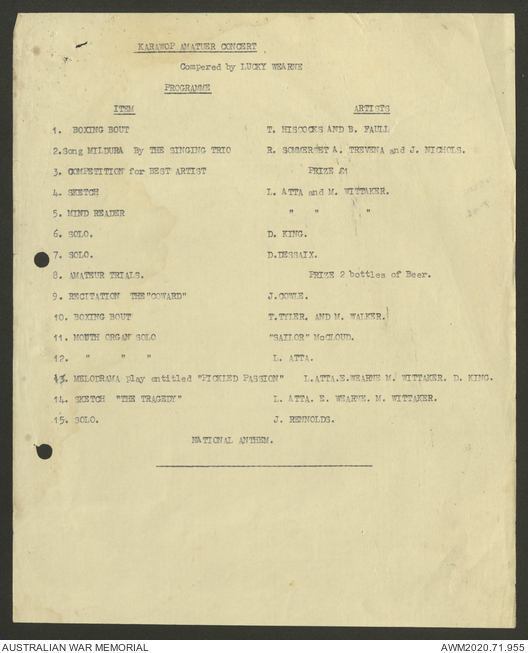 KARAWOP AMATUER CONCERT
Compered by LUCKY WEARNE
PROGRAMME
ITEM ARTISTS
1. BOXING BOUT T. HISCOCKS AND B. FAULL
2.Song MILDURA By THE SINGING TRIO R. SOMMERSET A. TREVENA and J. NICHOLS.
3. COMPETITION for BEST ARTIST PRIZE £1
4. SKETCH L. ATTA and M. WITTAKER.
5. MIND READER " " "
6. SOLO. D. KING.
7. SOLO. D.DESSAIX.
8. AMATEUR TRIALS. PRIZE 2 bottles of Beer.
9. RECITATION THE"COWARD" J.COWLE.
10. BOXING BOUT T.TYLER. AND M. WALKER.
11. MOUTH ORGAN SOLO "SAILOR" McCLOUD.
12. " " " L. ATTA.
13. MELODRAMA play entitled "PICKLED PASSION" L.ATTA.E.WEARNE M. WITTAKER. D. KING.
14. SKETCH "THE TRAGEDY" L. ATTA. E. WEARNE. M. WITTAKER.
15. SOLO. J. REYNOLDS.
NATIONAL ANTHEM.
AUSTRALIAN WAR MEMORIAL AWM2020.71.955